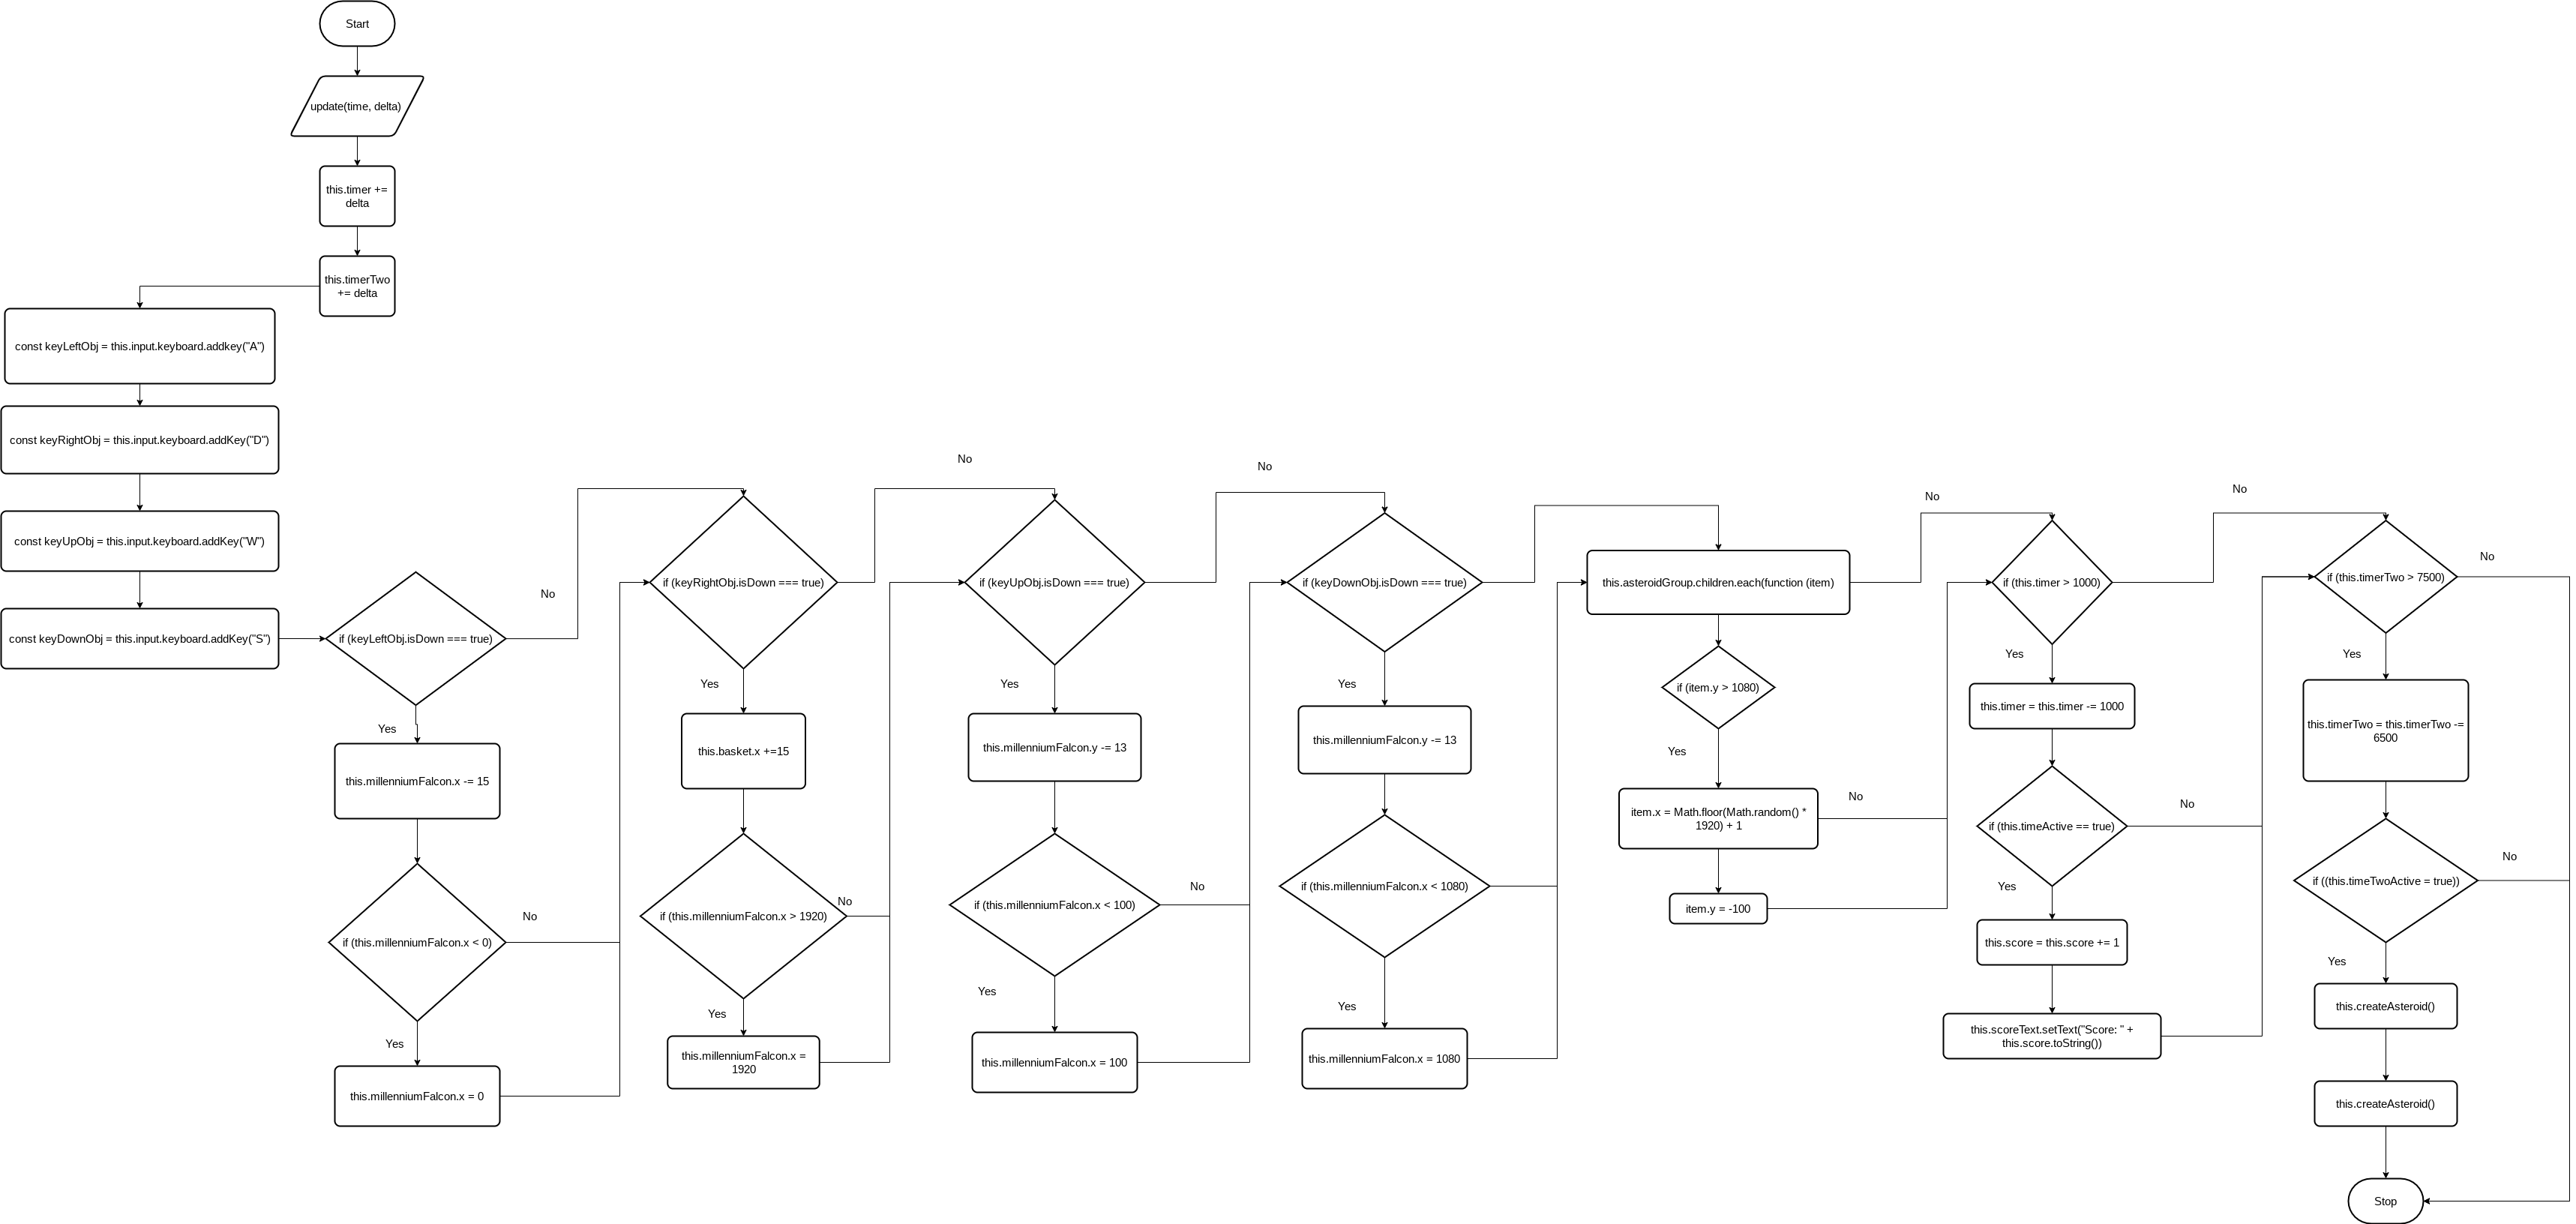 Start
update(time, delta)
this.timer +=
delta
this.timerTwo
+= delta
const keyLeftObj = this.input.keyboard.addkey("A")
const keyRightObj = this.input.keyboard.addKey("D")
const keyUpObj = this.input.keyboard.addKey("W")
const keyDownObj = this.input.keyboard.addKey("S")
if (keyLeftObj.isDown === true)
No
Yes
this.millenniumFalcon.x -= 15
if (this.millenniumFalcon.x < 0)
No
Yes
this.millenniumFalcon.x = 0
if (keyRightObj.isDown === true)
No
Yes
this.basket.x +=15
if (this.millenniumFalcon.x > 1920)
No
Yes
this.millenniumFalcon.x =
1920
if (keyUpObj.isDown === true)
No
Yes
this.millenniumFalcon.y -= 13
if (this.millenniumFalcon.x < 100)
No
Yes
this.millenniumFalcon.x = 100
if (keyDownObj.isDown === true)
Yes
this.millenniumFalcon.y -= 13
if (this.millenniumFalcon.x < 1080)
Yes
this.millenniumFalcon.x = 1080
this.asteroidGroup.children.each(function (item)
No
if (item.y > 1080)
Yes
item.x = Math.floor(Math.random() *
1920) + 1
No
item.y = -100
if (this.timer > 1000)
No
Yes
this.timer = this.timer -= 1000
if (this.timeActive == true)
No
Yes
this.score = this.score += 1
this.scoreText.setText("Score: " +
this.score.toString())
if (this.timerTwo > 7500)
No
Yes
this.timerTwo = this.timerTwo -=
6500
if ((this.timeTwoActive = true))
No
Yes
this.createAsteroid()
this.createAsteroid()
Stop